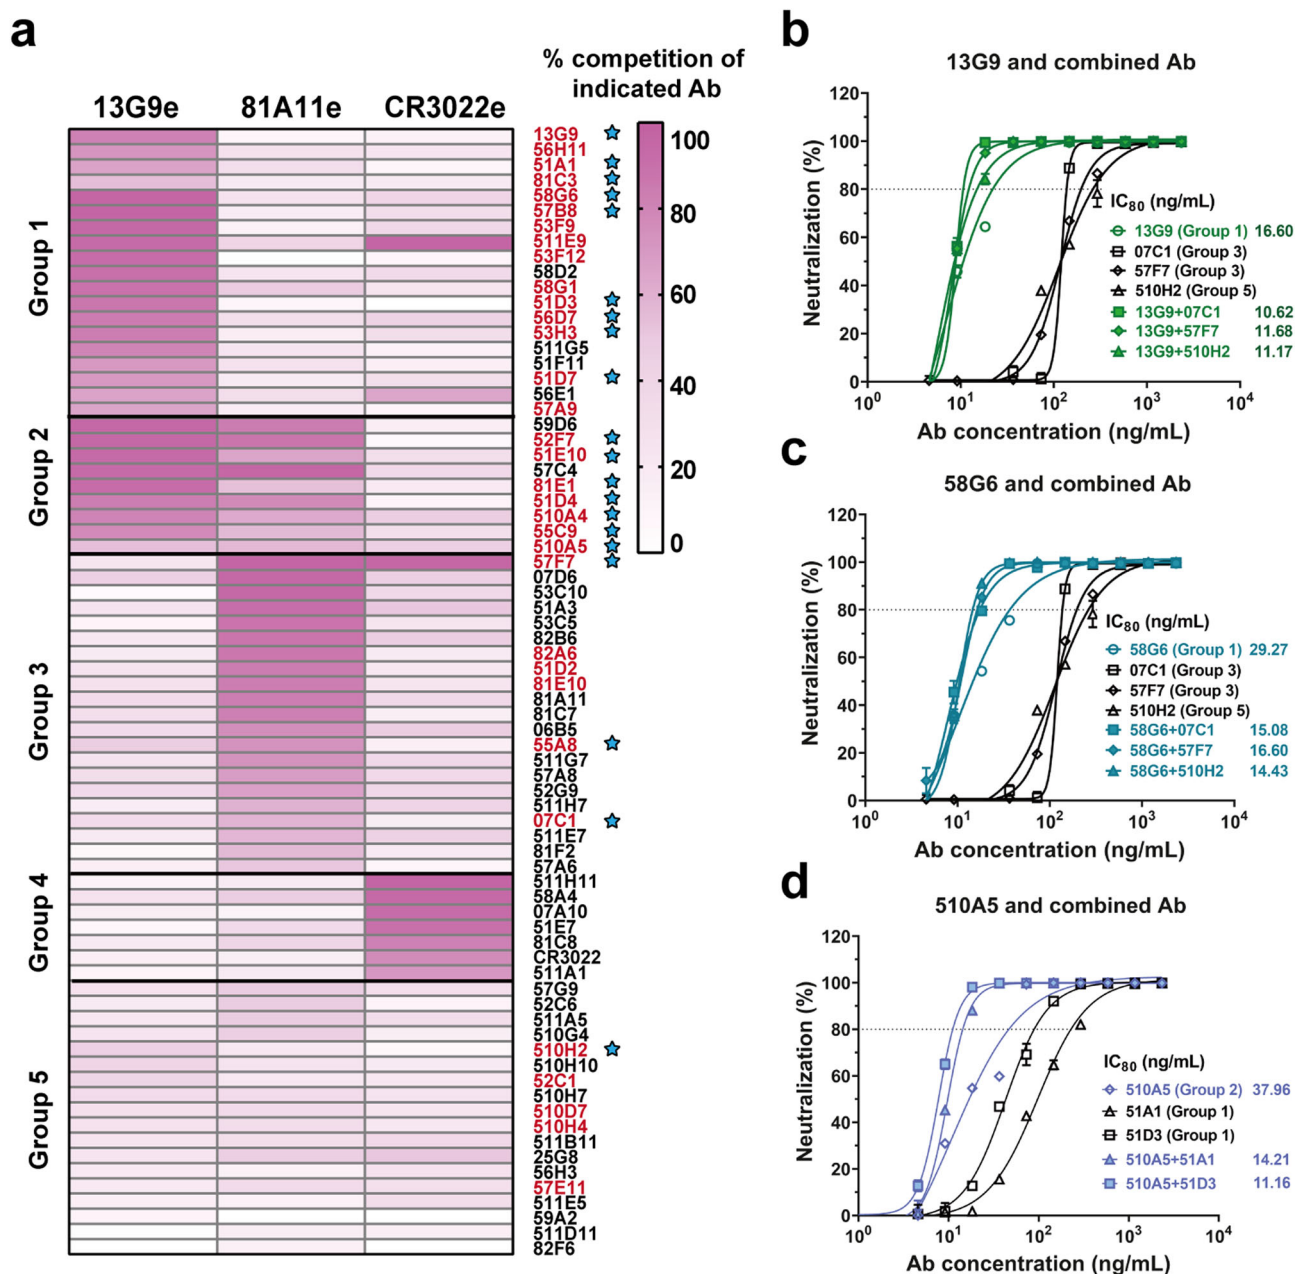 a
% competition of
indicated Ab
13G9e 81A11e CR3022e
100
80
60
40
20
0
Group 1
Group 2
Group 3
Group 4
Group 5
13G9
56H11
51A1
81C3
58G6
57B8
53F9
511E9
53F12
58D2
58G1
51D3
56D7
53H3
511G5
51F11
51D7
56E1
57A9
59D6
52F7
51E10
57C4
81E1
51D4
510A4
55C9
510A5
57F7
07D6
53C10
51A3
53C5
82B6
82A6
51D2
81E10
81A11
81C7
06B5
55A8
511G7
57A8
52G9
511H7
07C1
511E7
81F2
57A6
511H11
58A4
07A10
51E7
81C8
CR3022
511A1
57G9
52C6
511A5
510G4
510H2
510H10
52C1
510H7
510D7
510H4
511B11
25G8
56H3
57E11
511E5
59A2
511D11
82F6
b
13G9 and combined Ab
Neutralization (%)
120
100
80
60
40
20
0
IC80 (ng/mL)
13G9 (Group 1) 16.60
07C1 (Group 3)
57F7 (Group 3)
510H2 (Group 5)
13G9+07C1 10.62
13G9+57F7 11.68
13G9+510H2 11.17
10^0 10^1 10^2 10^3 10^4
Ab concentration (ng/mL)
c
58G6 and combined Ab
Neutralization (%)
120
100
80
60
40
20
0
IC80 (ng/mL)
58G6 (Group 1) 29.27
07C1 (Group 3)
57F7 (Group 3)
510H2 (Group 5)
58G6+07C1 15.08
58G6+57F7 16.60
58G6+510H2 14.43
10^0 10^1 10^2 10^3 10^4
Ab concentration (ng/mL)
d
510A5 and combined Ab
Neutralization (%)
120
100
80
60
40
20
0
IC80 (ng/mL)
510A5 (Group 2) 37.96
51A1 (Group 1)
51D3 (Group 1)
510A5+51A1 14.21
510A5+51D3 11.16
10^0 10^1 10^2 10^3 10^4
Ab concentration (ng/mL)